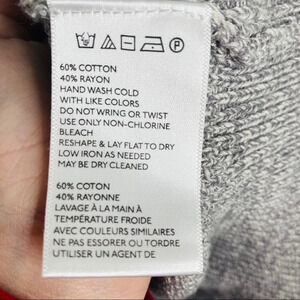 P
60% COTTON
40% RAYON
HAND WASH COLD
WITH LIKE COLORS
DO NOT WRING OR TWIST
USE ONLY NON-CHLORINE
BLEACH
RESHAPE & LAY FLAT TO DRY
LOW IRON AS NEEDED
MAY BE DRY CLEANED
60% COTON
40% RAYONNE
LAVAGE À LA MAIN À
TEMPÉRATURE FROIDE
AVEC COULEURS SIMILAIRES
NE PAS ESSORER OU TORDRE
UTILISER UN AGENT DE